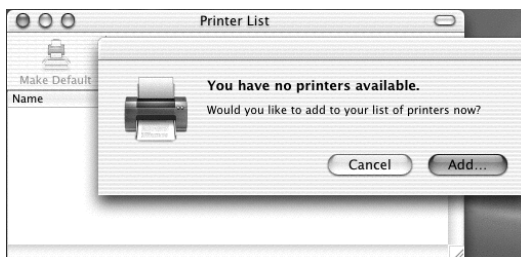 Printer List
Make Default
Name
You have no printers available.
Would you like to add to your list of printers now?
Cancel
Add...